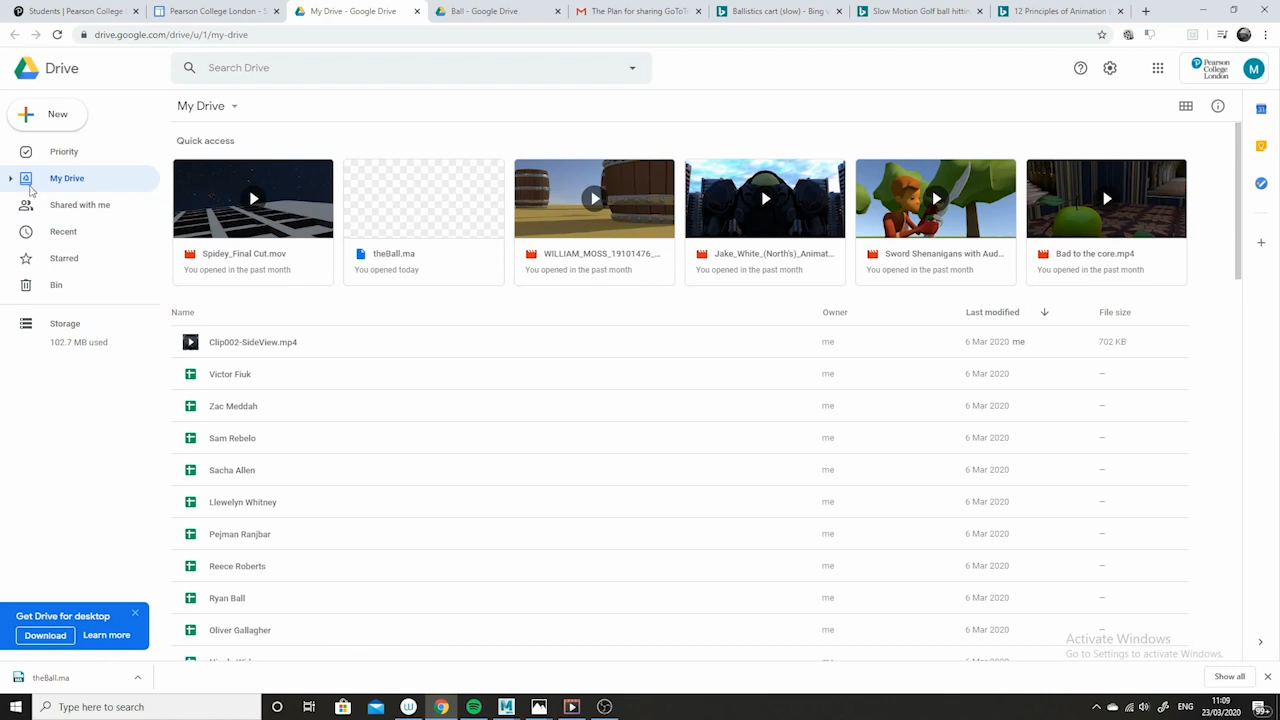 Students - Pearson College Lon
Pearson College London - S
My Drive - Google Drive
Ball - Google Drive
The Plan for sharing GoToT
Ballistics cart (slow) - Bing v
Slow Motion Golf ball hittin
12 Principles of Animation (
drive.google.com/drive/u/1/my-drive
Drive
Search Drive
Pearson College London
M
New
My Drive
Priority
Quick access
My Drive
Shared with me
Recent
Starred
Bin
Storage
102.7 MB used
Spidey_Final Cut.mov
You opened in the past month
theBall.ma
You opened today
WILLIAM_MOSS_19101476_...
You opened in the past month
Jake_White_(North's)_Animat...
You opened in the past month
Sword Shenanigans with Aud...
You opened in the past month
Bad to the core.mp4
You opened in the past month
Name Owner Last modified File size
Clip002-SideView.mp4 me 6 Mar 2020 me 702 KB
Victor Fiuk me 6 Mar 2020 –
Zac Meddah me 6 Mar 2020 –
Sam Rebelo me 6 Mar 2020 –
Sacha Allen me 6 Mar 2020 –
Llewelyn Whitney me 6 Mar 2020 –
Pejman Ranjbar me 6 Mar 2020 –
Reece Roberts me 6 Mar 2020 –
Ryan Ball me 6 Mar 2020 –
Oliver Gallagher me 6 Mar 2020 –
Get Drive for desktop
Download Learn more
Activate Windows
Go to Settings to activate Windows.
theBall.ma
Show all
Type here to search
ENG
11:09
23/03/2020
99+